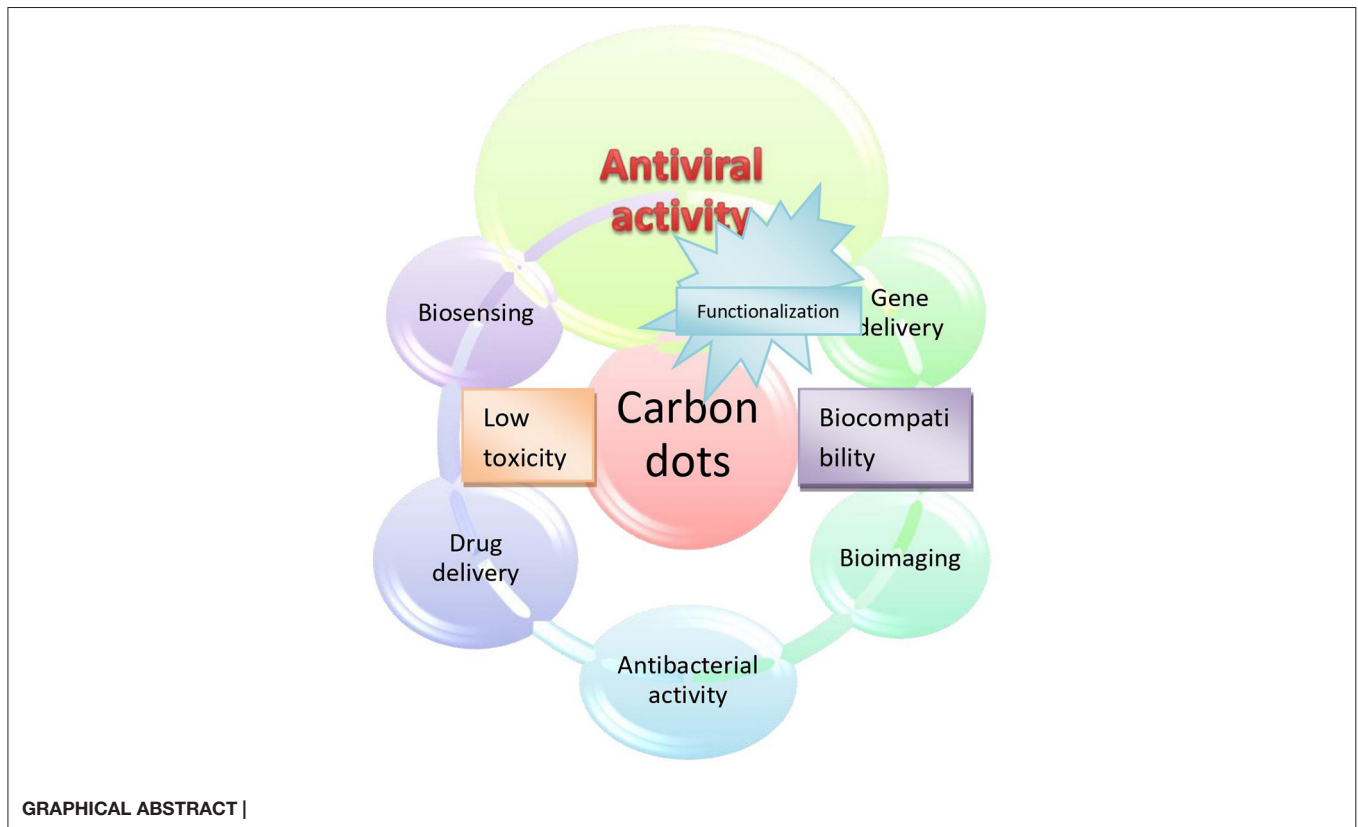 Antiviral
activity
Functionalization
Biosensing
Gene
delivery
Low
toxicity
Carbon
dots
Biocompati
bility
Drug
delivery
Bioimaging
Antibacterial
activity
GRAPHICAL ABSTRACT |